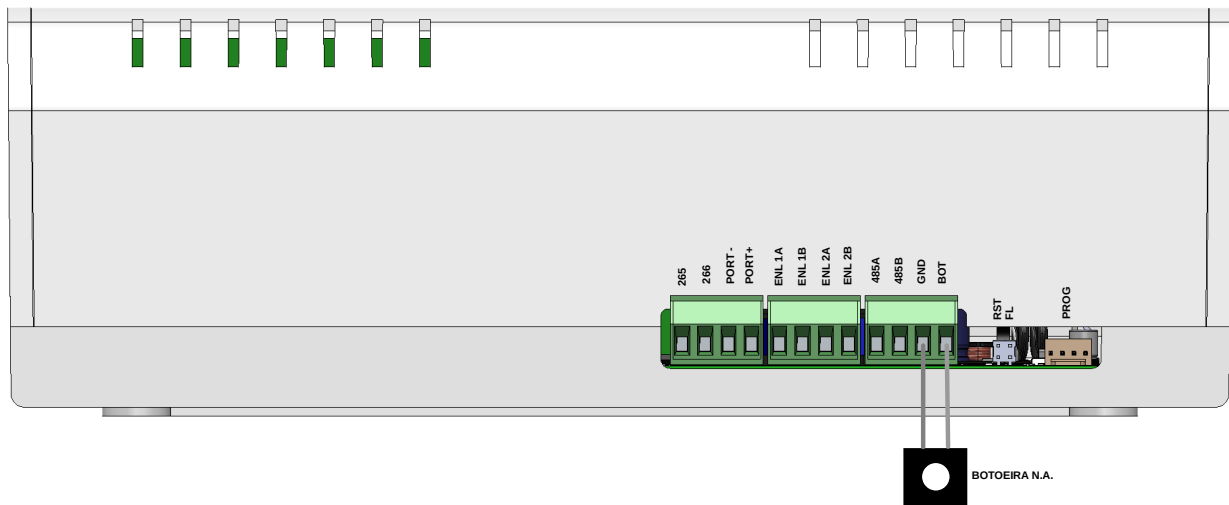 265
266
PORT -
PORT+
ENL 1A
ENL 1B
ENL 2A
ENL 2B
485A
485B
GND
BOT
RST
FL
PROG
BOTOEIRA N.A.